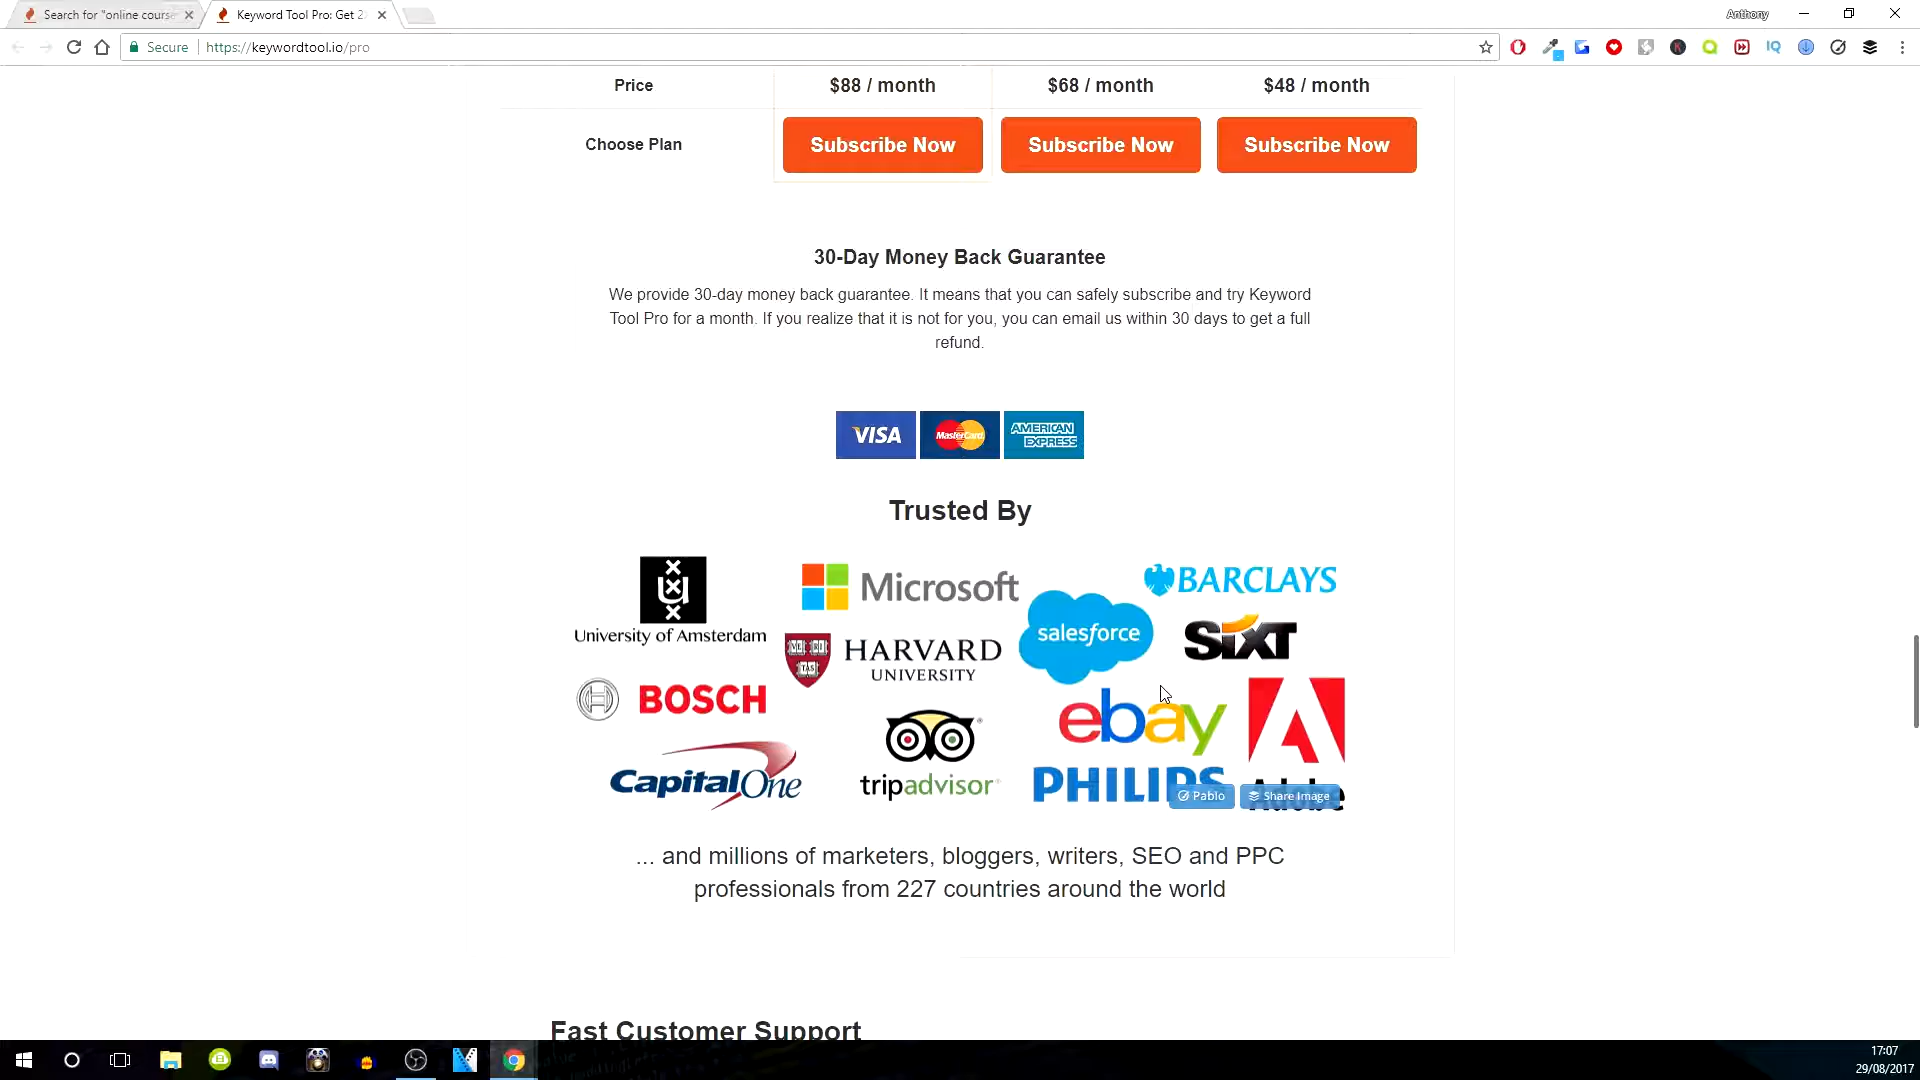 Search for "online course
Keyword Tool Pro: Get 2
Anthony
Secure
https://keywordtool.io/pro
IQ
Price
$88 / month
$68 / month
$48 / month
Choose Plan
Subscribe Now
Subscribe Now
Subscribe Now
30-Day Money Back Guarantee
We provide 30-day money back guarantee. It means that you can safely subscribe and try Keyword
Tool Pro for a month. If you realize that it is not for you, you can email us within 30 days to get a full
refund.
VISA
MasterCard
AMERICAN
EXPRESS
Trusted By
University of Amsterdam
Microsoft
BARCLAYS
salesforce
SIXT
VE RI
TAS
HARVARD
UNIVERSITY
BOSCH
ebay
CapitalOne
tripadvisor®
PHILIPS
Adobe
Pablo
Share Image
... and millions of marketers, bloggers, writers, SEO and PPC
professionals from 227 countries around the world
Fast Customer Support
17:07
29/08/2017